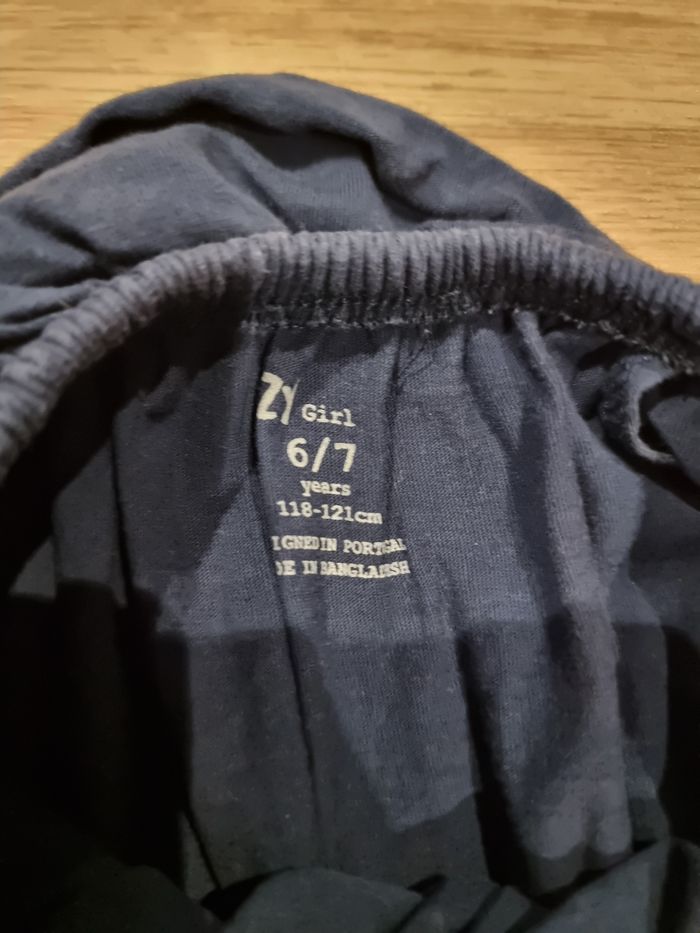 Zy Girl
6/7
years
118-121cm
IGNED IN PORTUGAL
DE IN BANGLADESH